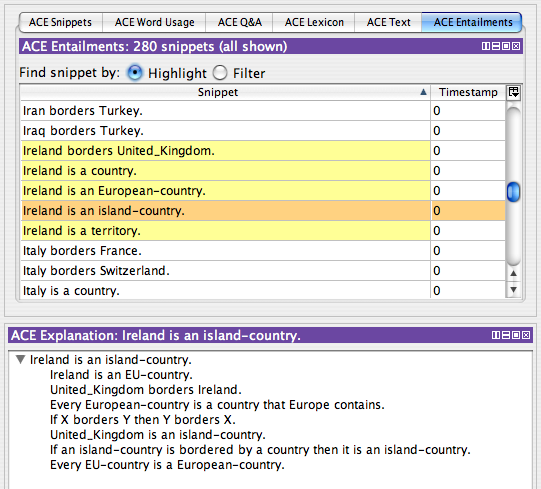 ACE Snippets ACE Word Usage ACE Q&A ACE Lexicon ACE Text ACE Entailments
ACE Entailments: 280 snippets (all shown)
Find snippet by: Highlight Filter
Snippet Timestamp
Iran borders Turkey. 0
Iraq borders Turkey. 0
Ireland borders United_Kingdom. 0
Ireland is a country. 0
Ireland is an European-country. 0
Ireland is an island-country. 0
Ireland is a territory. 0
Italy borders France. 0
Italy borders Switzerland. 0
Italy is a country. 0
ACE Explanation: Ireland is an island-country.
Ireland is an island-country.
Ireland is an EU-country.
United_Kingdom borders Ireland.
Every European-country is a country that Europe contains.
If X borders Y then Y borders X.
United_Kingdom is an island-country.
If an island-country is bordered by a country then it is an island-country.
Every EU-country is a European-country.